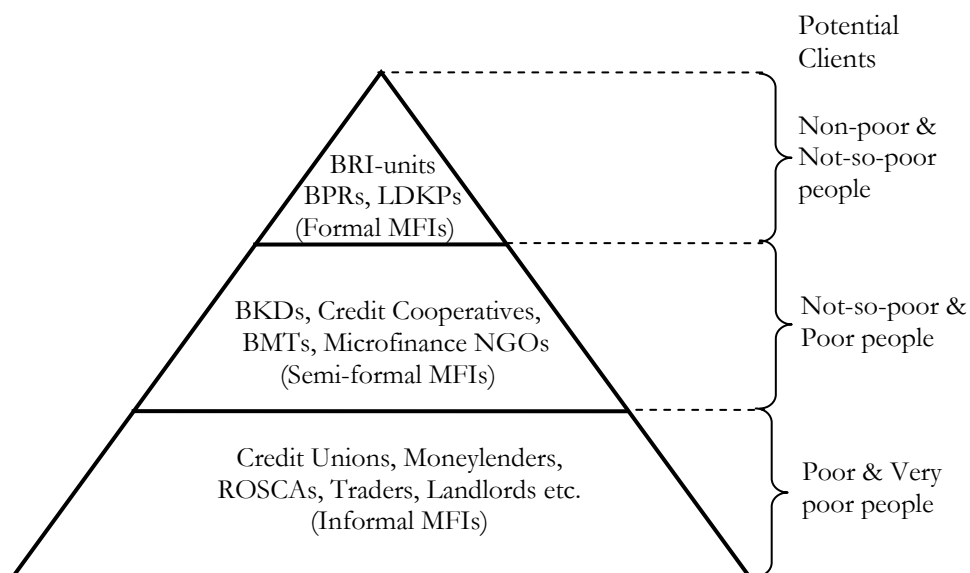 Potential
Clients
BRI-units
BPRs, LDKPs
(Formal MFIs)
Non-poor &
Not-so-poor
people
BKDs, Credit Cooperatives,
BMTs, Microfinance NGOs
(Semi-formal MFIs)
Not-so-poor &
Poor people
Credit Unions, Moneylenders,
ROSCAs, Traders, Landlords etc.
(Informal MFIs)
Poor & Very
poor people